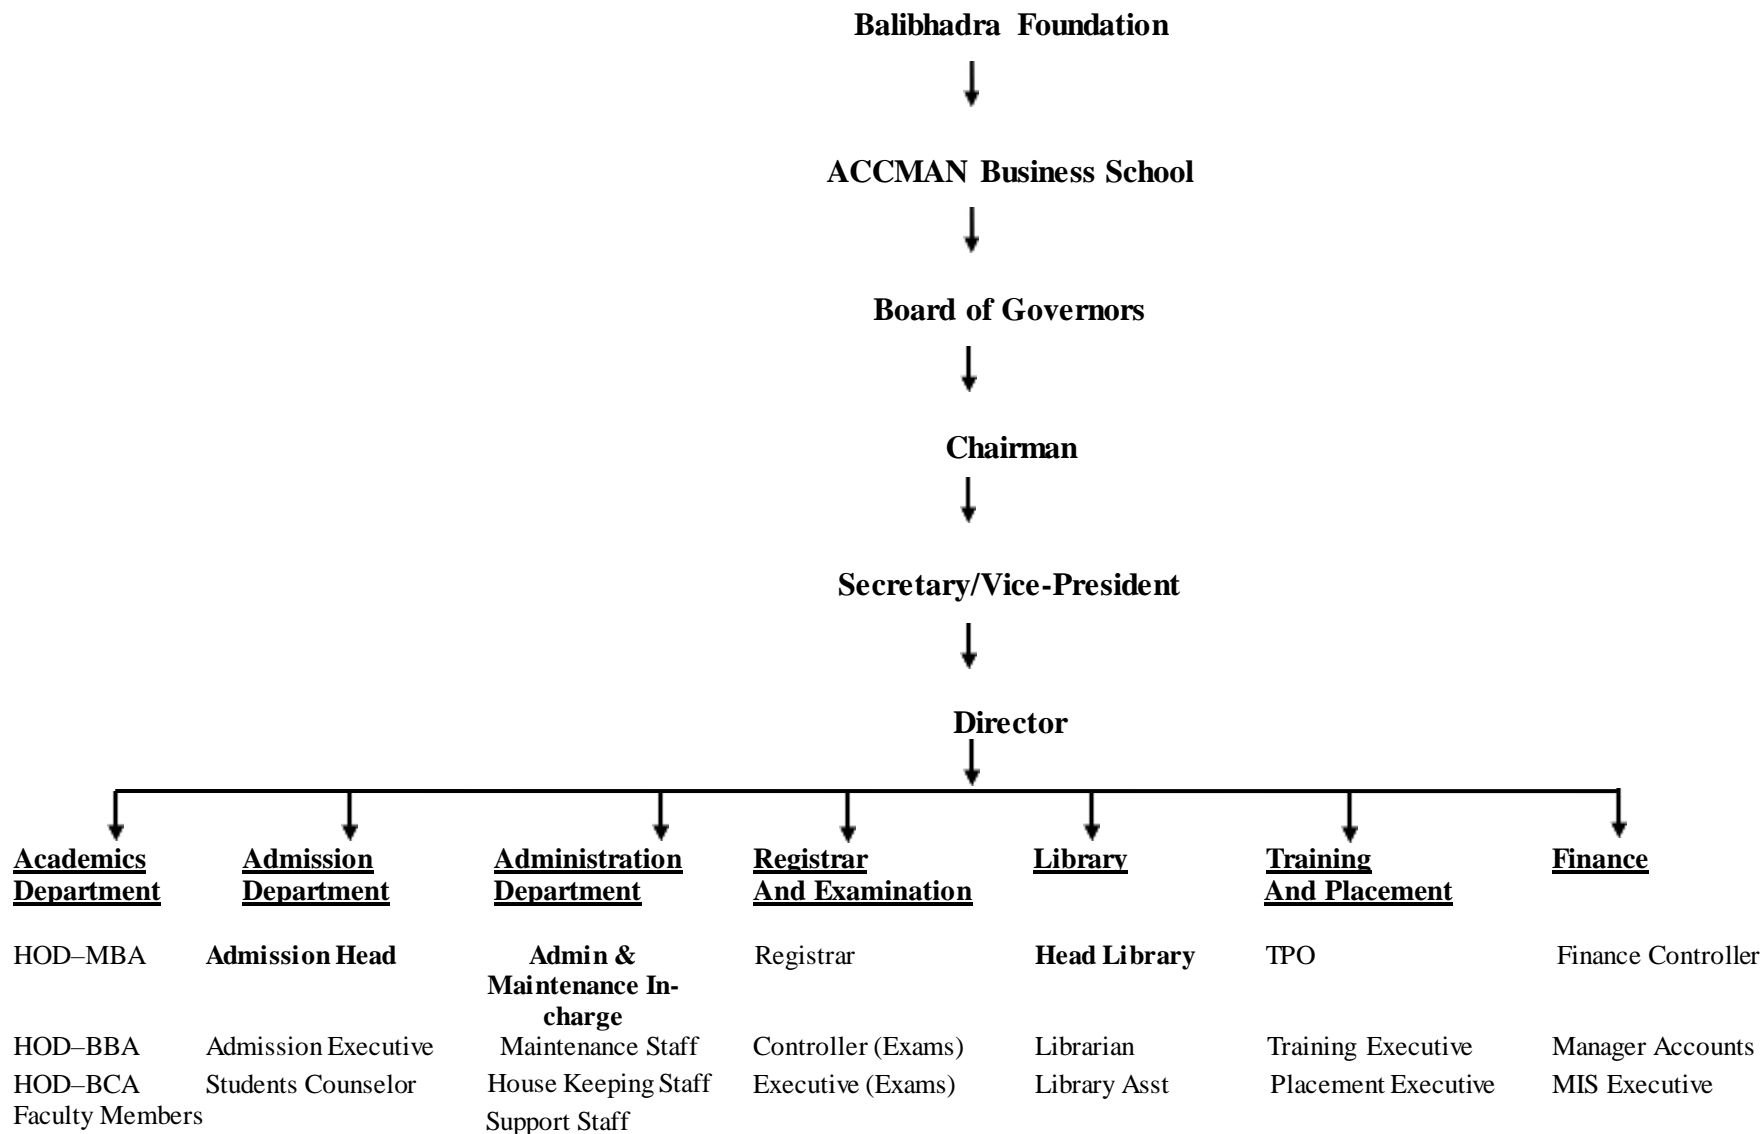 Balibhadra Foundation
ACCMAN Business School
Board of Governors
Chairman
Secretary/Vice-President
Director
Academics
Department
Admission
Department
Administration
Department
Registrar
And Examination
Library
Training
And Placement
Finance
HOD–MBA
Admission Head
Admin &
Maintenance In-
charge
Registrar
Head Library
TPO
Finance Controller
HOD–BBA
Admission Executive
Maintenance Staff
Controller (Exams)
Librarian
Training Executive
Manager Accounts
HOD–BCA
Students Counselor
House Keeping Staff
Executive (Exams)
Library Asst
Placement Executive
MIS Executive
Faculty Members
Support Staff